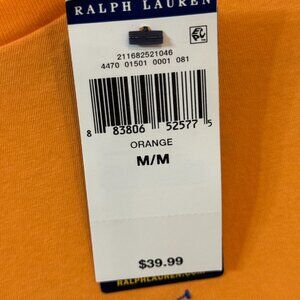 RALPH LAUREN
211682521046
4470 01501 0001 081
8 83806 52577 5
ORANGE
M/M
$39.99
RALPHLAUREN.COM